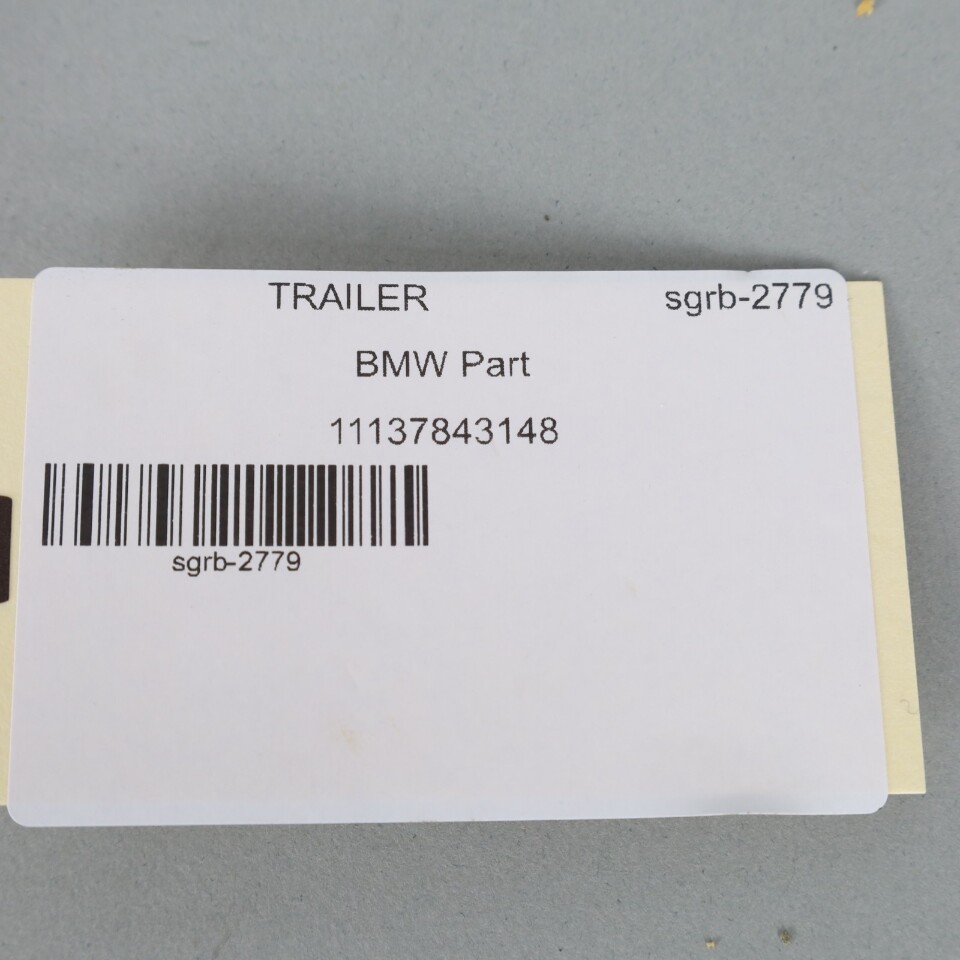 TRAILER sgrb-2779
BMW Part
11137843148
sgrb-2779